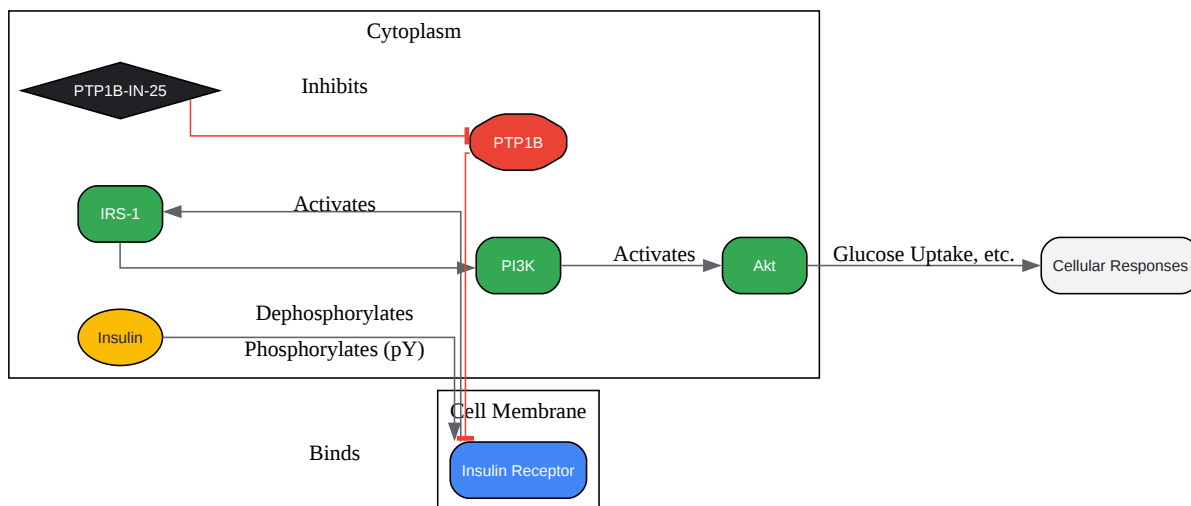 Cytoplasm
PTP1B-IN-25
Inhibits
PTP1B
IRS-1
Activates
PI3K
Activates
Akt
Glucose Uptake, etc.
Cellular Responses
Insulin
Dephosphorylates
Phosphorylates (pY)
Cell Membrane
Binds
Insulin Receptor